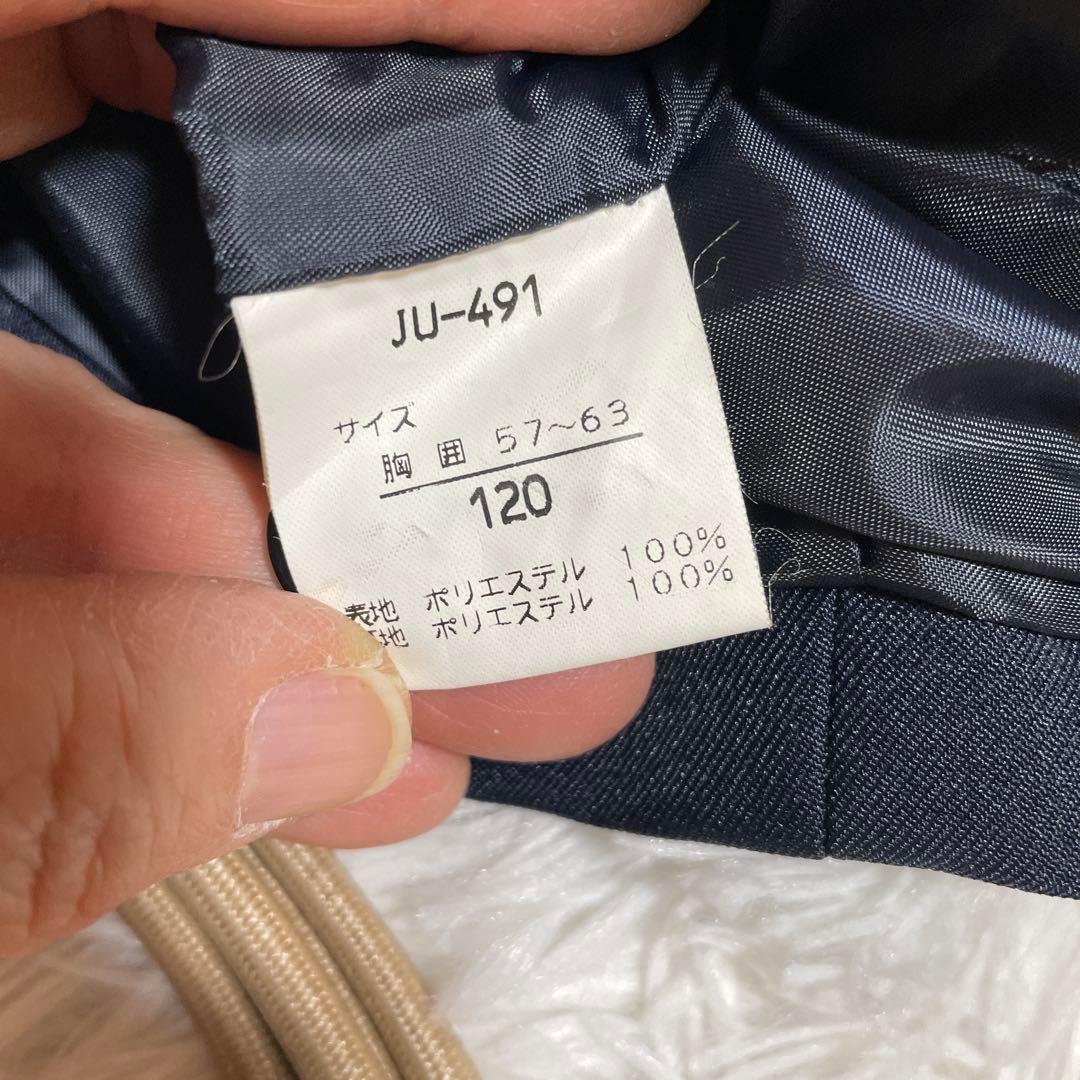 JU-491
サイズ
胸囲 57～63
120
表地 ポリエステル 100%
地 ポリエステル 100%